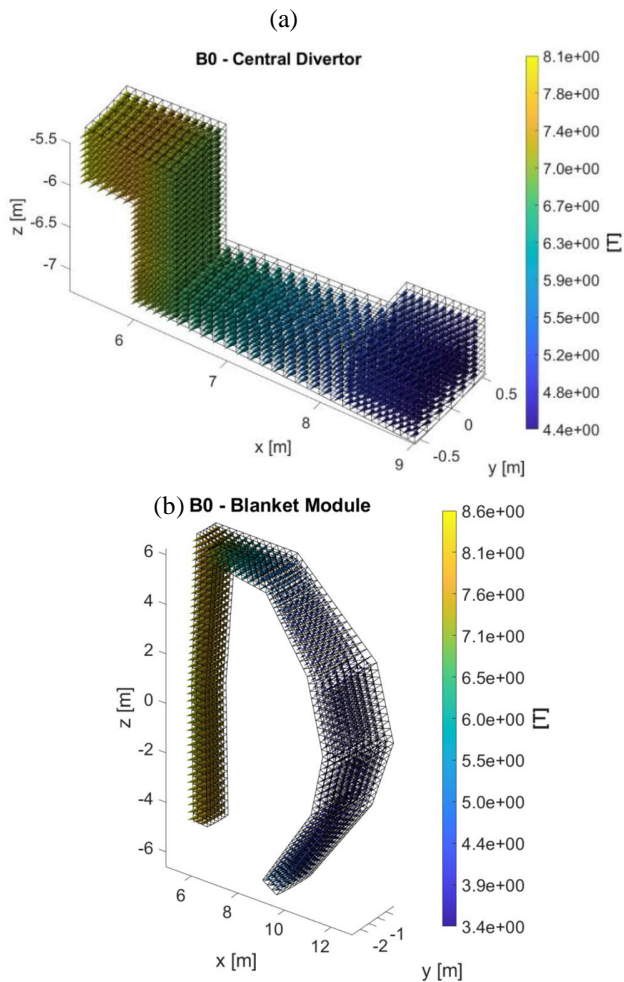 (a)
B0 - Central Divertor
8.1e+00
7.8e+00
7.4e+00
7.0e+00
6.7e+00
6.3e+00
5.9e+00
5.5e+00
5.2e+00
4.8e+00
4.4e+00
[T]
-5.5
-6
-6.5
-7
z [m]
6
7
8
9
x [m]
0.5
0
-0.5
y [m]
(b) B0 - Blanket Module
8.6e+00
8.1e+00
7.6e+00
7.1e+00
6.5e+00
6.0e+00
5.5e+00
5.0e+00
4.4e+00
3.9e+00
3.4e+00
[T]
6
4
2
0
-2
-4
-6
z [m]
6
8
10
12
x [m]
-1
-2
y [m]